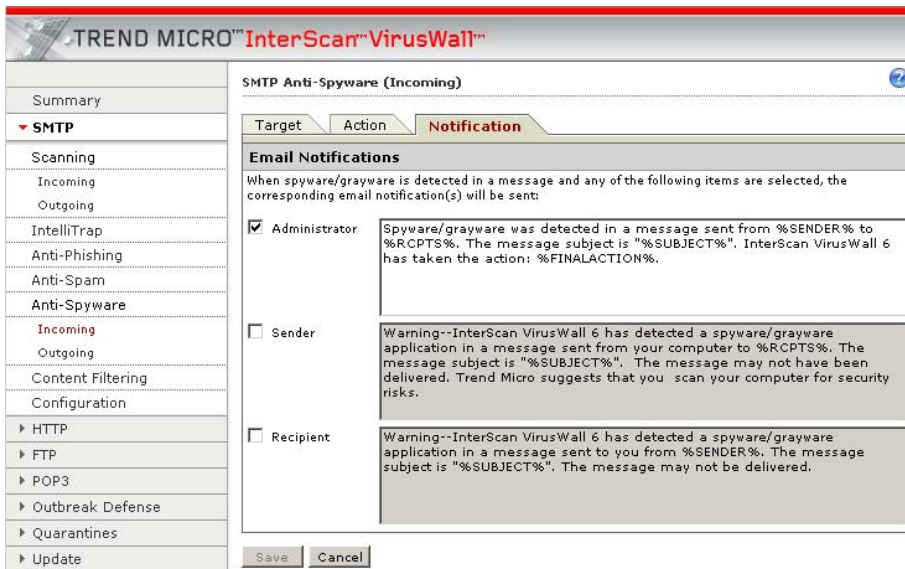 TREND MICRO™ InterScan™ VirusWall™
Summary
SMTP
Scanning
Incoming
Outgoing
IntelliTrap
Anti-Phishing
Anti-Spam
Anti-Spyware
Incoming
Outgoing
Content Filtering
Configuration
HTTP
FTP
POP3
Outbreak Defense
Quarantines
Update
SMTP Anti-Spyware (Incoming)
?
Target Action Notification
Email Notifications
When spyware/grayware is detected in a message and any of the following items are selected, the
corresponding email notification(s) will be sent:
Administrator
Spyware/grayware was detected in a message sent from %SENDER% to
%RCPTS%. The message subject is "%SUBJECT%". InterScan VirusWall 6
has taken the action: %FINALACTION%.
Sender
Warning--InterScan VirusWall 6 has detected a spyware/grayware
application in a message sent from your computer to %RCPTS%. The
message subject is "%SUBJECT%".  The message may not have been
delivered. Trend Micro suggests that you  scan your computer for security
risks.
Recipient
Warning--InterScan VirusWall 6 has detected a spyware/grayware
application in a message sent to you from %SENDER%. The message
subject is "%SUBJECT%". The message may not be delivered.
Save Cancel